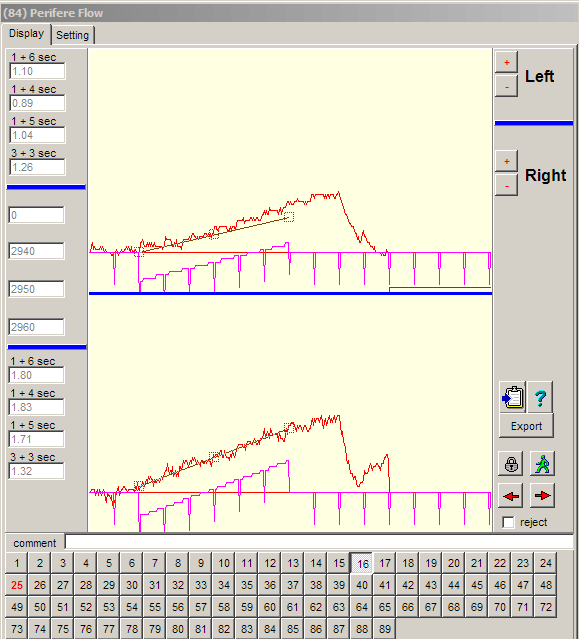 (84) Perifere Flow
Display Setting
1 + 6 sec
1.10
1 + 4 sec
0.89
1 + 5 sec
1.04
3 + 3 sec
1.26
0
2940
2950
2960
1 + 6 sec
1.80
1 + 4 sec
1.83
1 + 5 sec
1.71
3 + 3 sec
1.32
+
-
Left
+
-
Right
?
Export
reject
comment
1 2 3 4 5 6 7 8 9 10 11 12 13 14 15 16 17 18 19 20 21 22 23 24
25 26 27 28 29 30 31 32 33 34 35 36 37 38 39 40 41 42 43 44 45 46 47 48
49 50 51 52 53 54 55 56 57 58 59 60 61 62 63 64 65 66 67 68 69 70 71 72
73 74 75 76 77 78 79 80 81 82 83 84 85 86 87 88 89